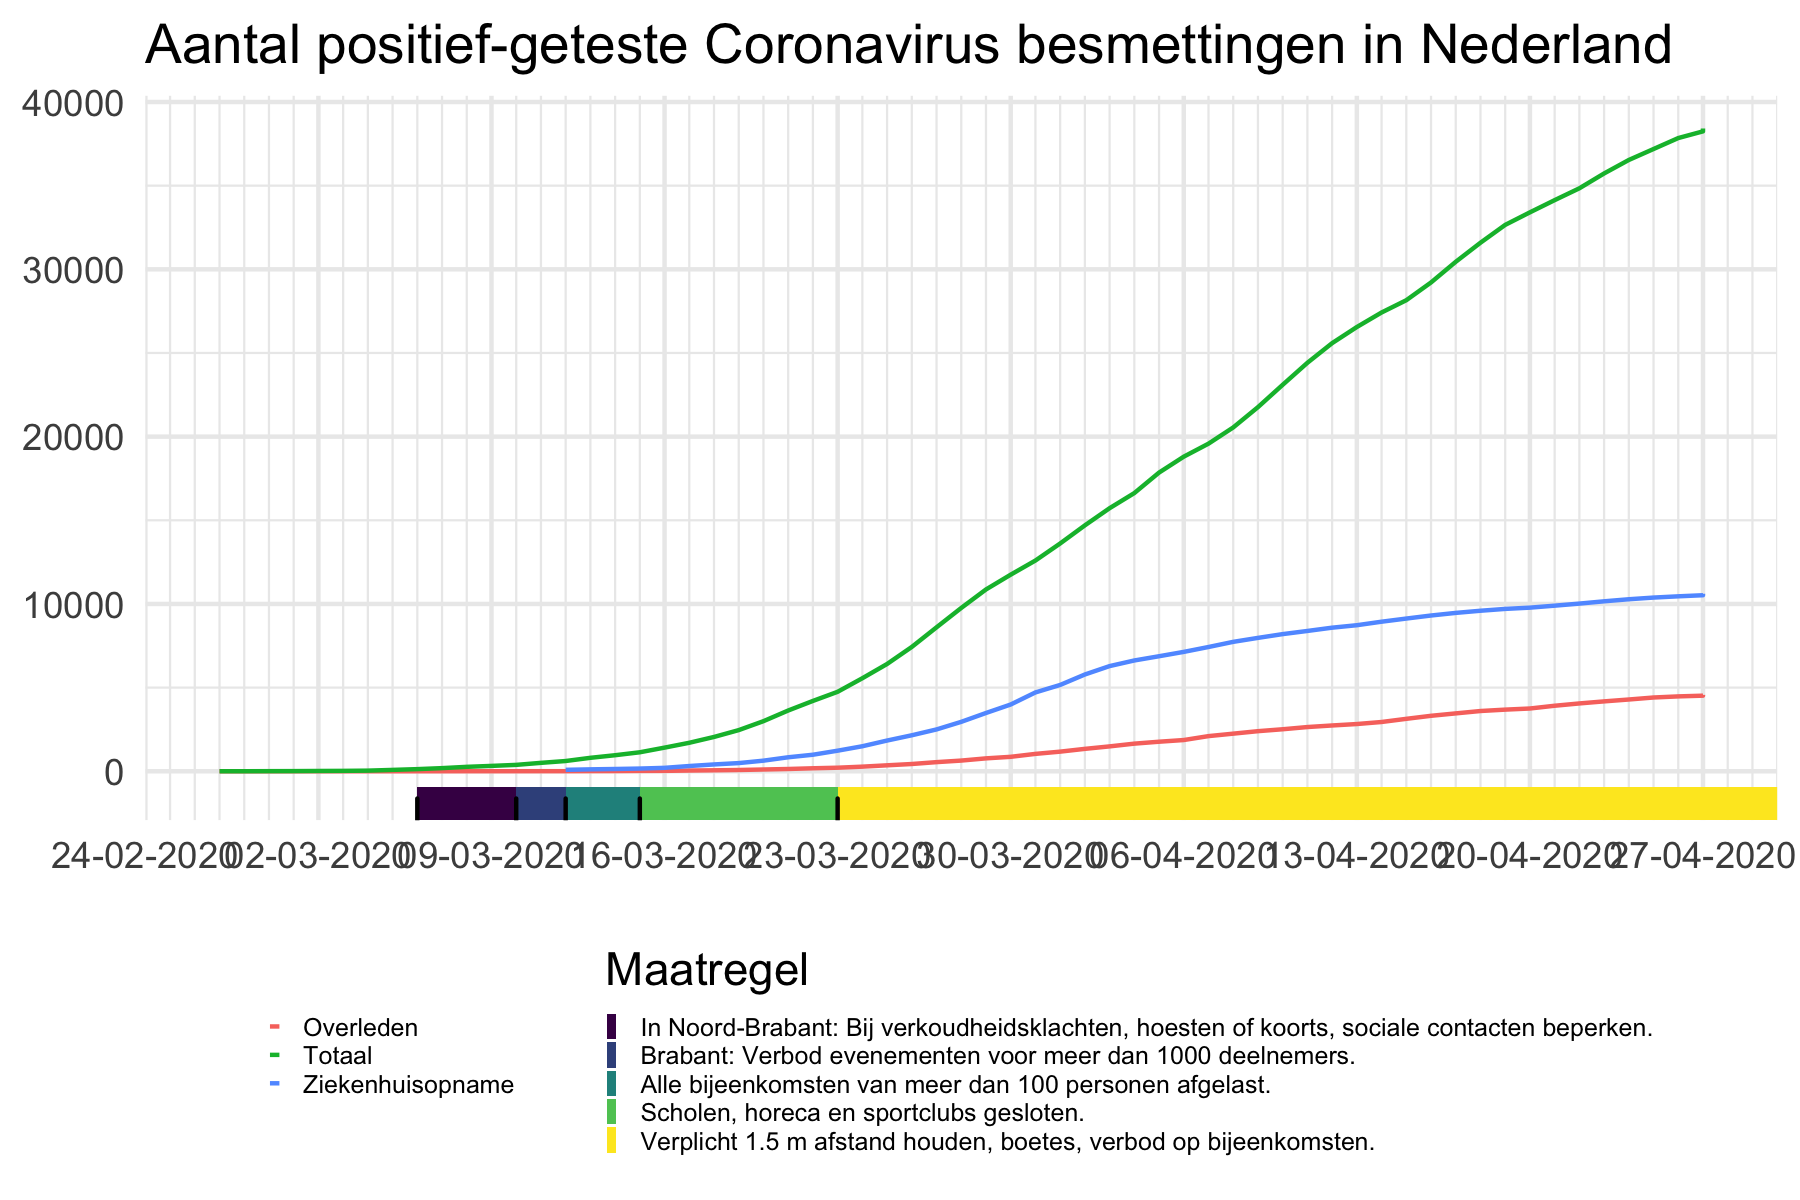 Aantal positief-geteste Coronavirus besmettingen in Nederland
40000
30000
20000
10000
0
24-02-2020 02-03-2020 09-03-2020 16-03-2020 23-03-2020 30-03-2020 06-04-2020 13-04-2020 20-04-2020 27-04-2020
Overleden
Totaal
Ziekenhuisopname
Maatregel
In Noord-Brabant: Bij verkoudheidsklachten, hoesten of koorts, sociale contacten beperken.
Brabant: Verbod evenementen voor meer dan 1000 deelnemers.
Alle bijeenkomsten van meer dan 100 personen afgelast.
Scholen, horeca en sportclubs gesloten.
Verplicht 1.5 m afstand houden, boetes, verbod op bijeenkomsten.